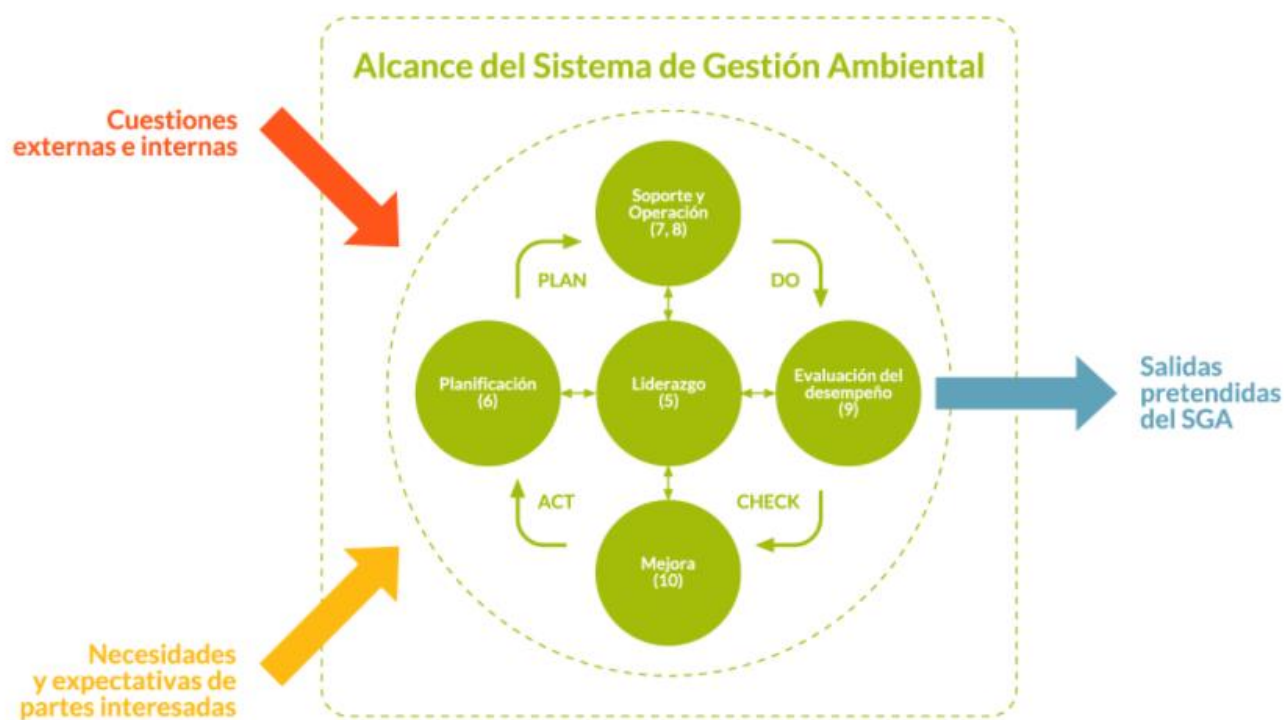 Alcance del Sistema de Gestión Ambiental
Cuestiones
externas e internas
Soporte y
Operación
(7, 8)
PLAN
DO
Planificación
(6)
Liderazgo
(5)
Evaluación del
desempeño
(9)
Salidas
pretendidas
del SGA
ACT
CHECK
Mejora
(10)
Necesidades
y expectativas de
partes interesadas